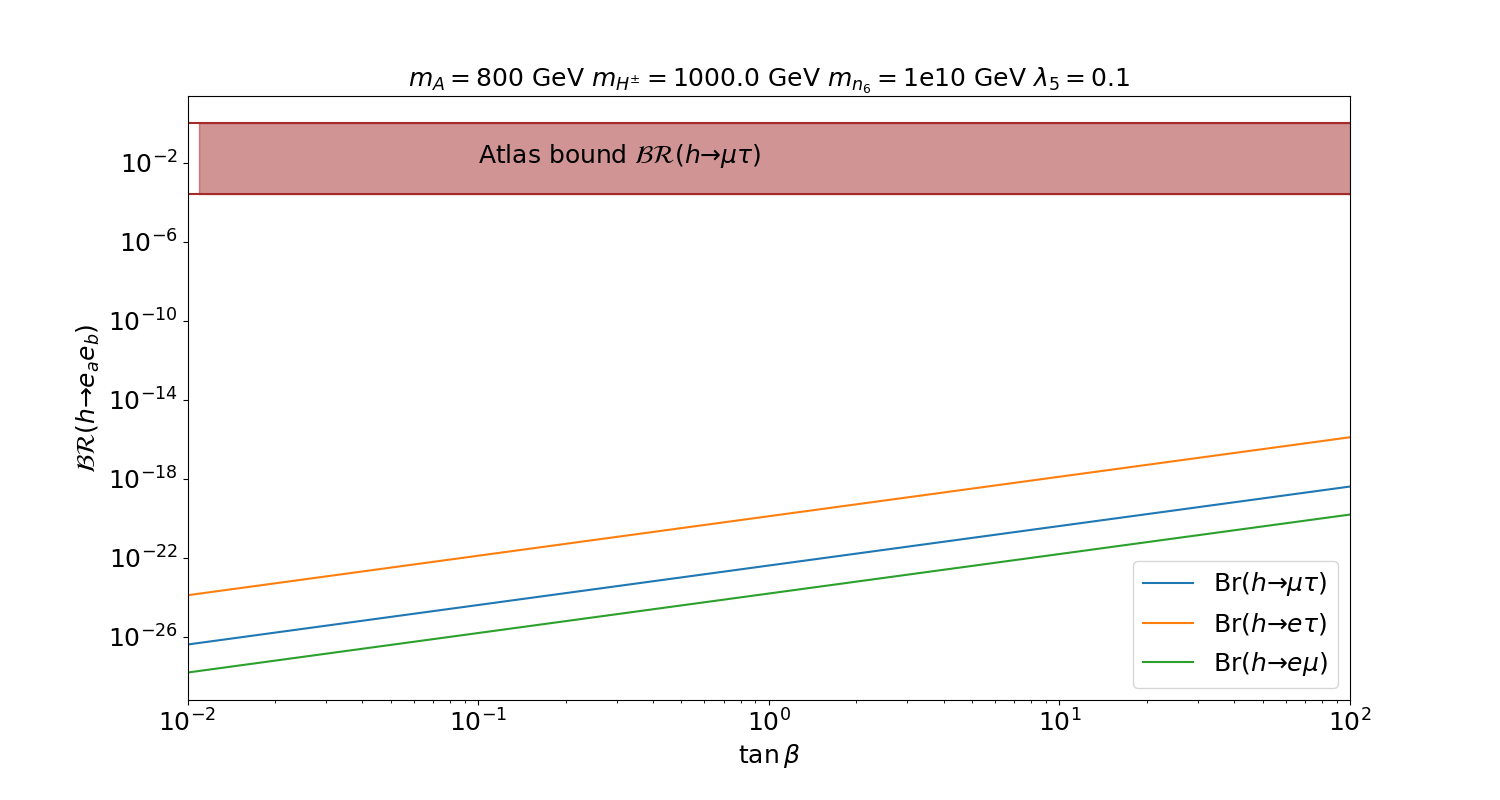 m_A = 800 GeV m_{H^±} = 1000.0 GeV m_{n_6} = 1e10 GeV λ_5 = 0.1
Atlas bound 𝓑𝓡(h→μτ)
10^{-2}
10^{-6}
10^{-10}
10^{-14}
10^{-18}
10^{-22}
10^{-26}
𝓑𝓡(h→e_a e_b)
Br(h→μτ)
Br(h→eτ)
Br(h→eμ)
10^{-2} 10^{-1} 10^{0} 10^{1} 10^{2}
tan β